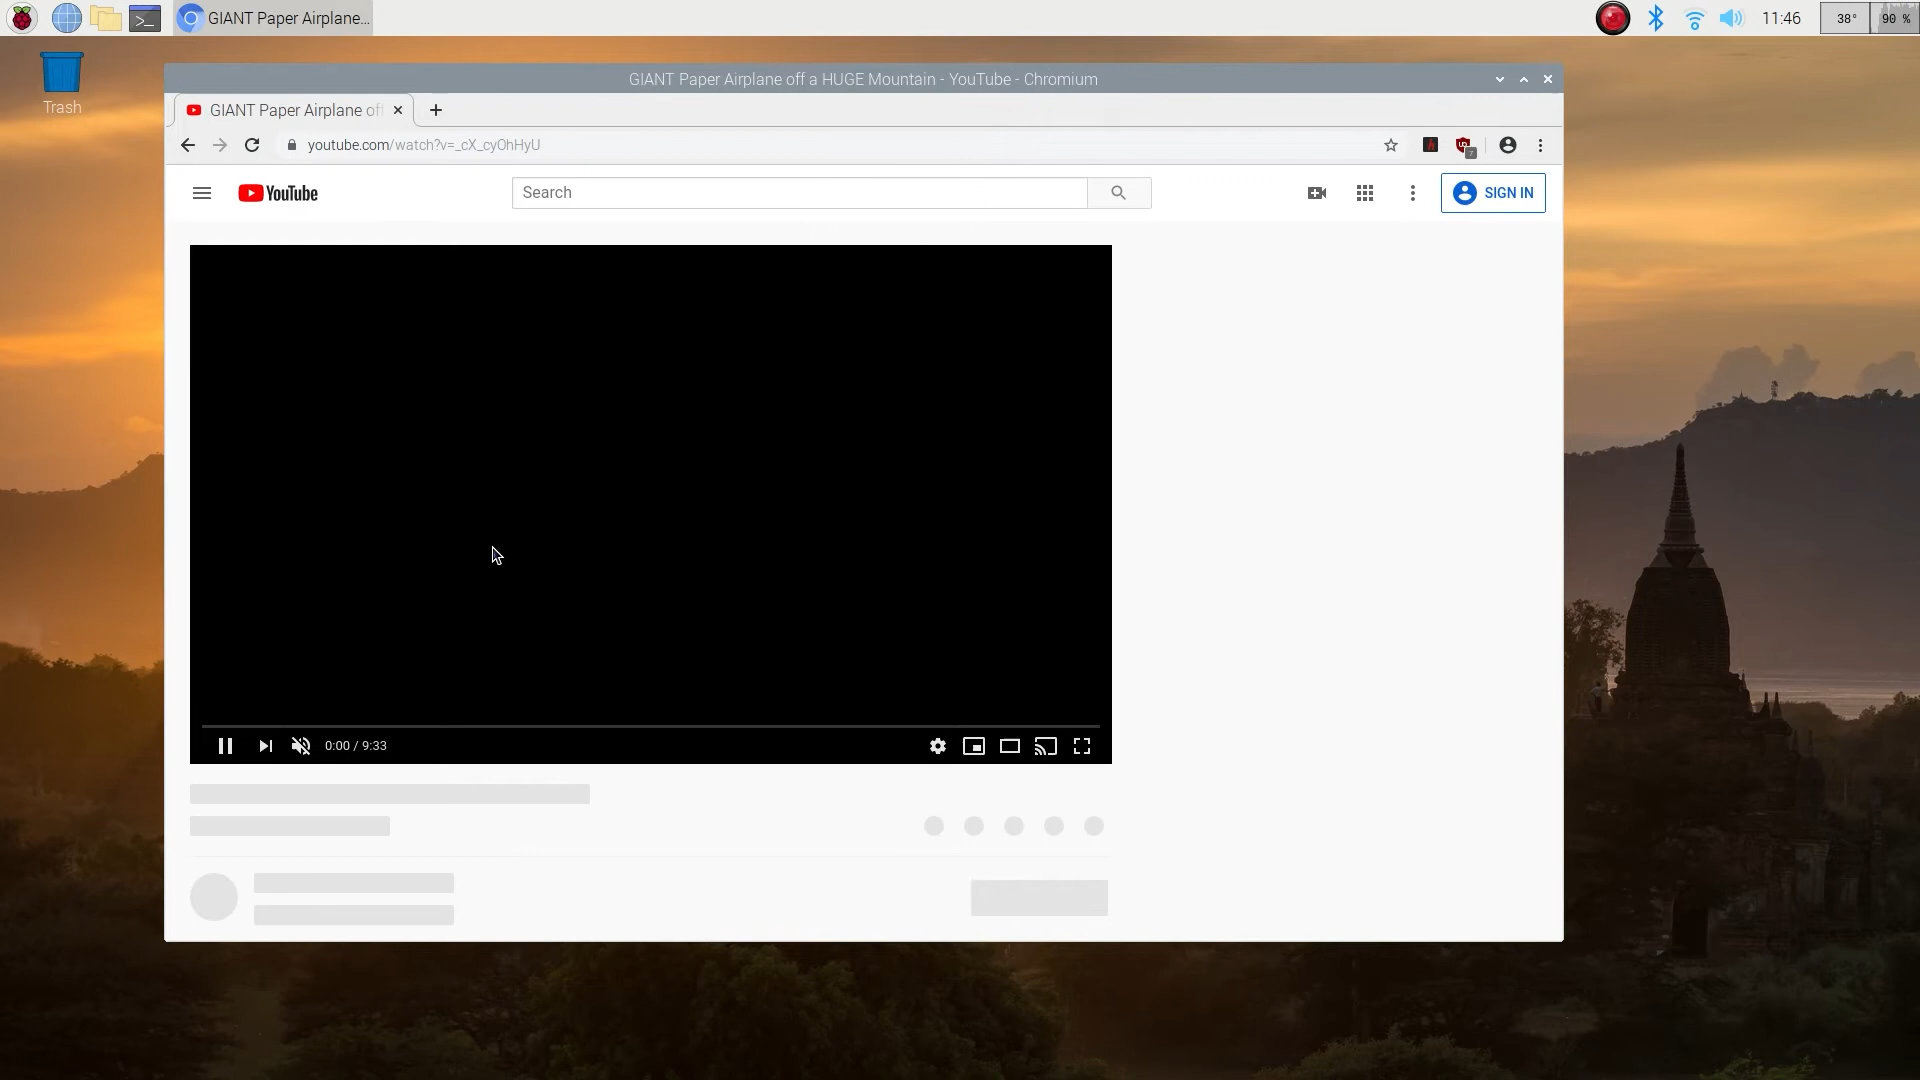 GIANT Paper Airplane...
11:46
38°
90 %
Trash
GIANT Paper Airplane off a HUGE Mountain - YouTube - Chromium
GIANT Paper Airplane off
youtube.com/watch?v=_cX_cyOhHyU
YouTube
Search
SIGN IN
0:00 / 9:33